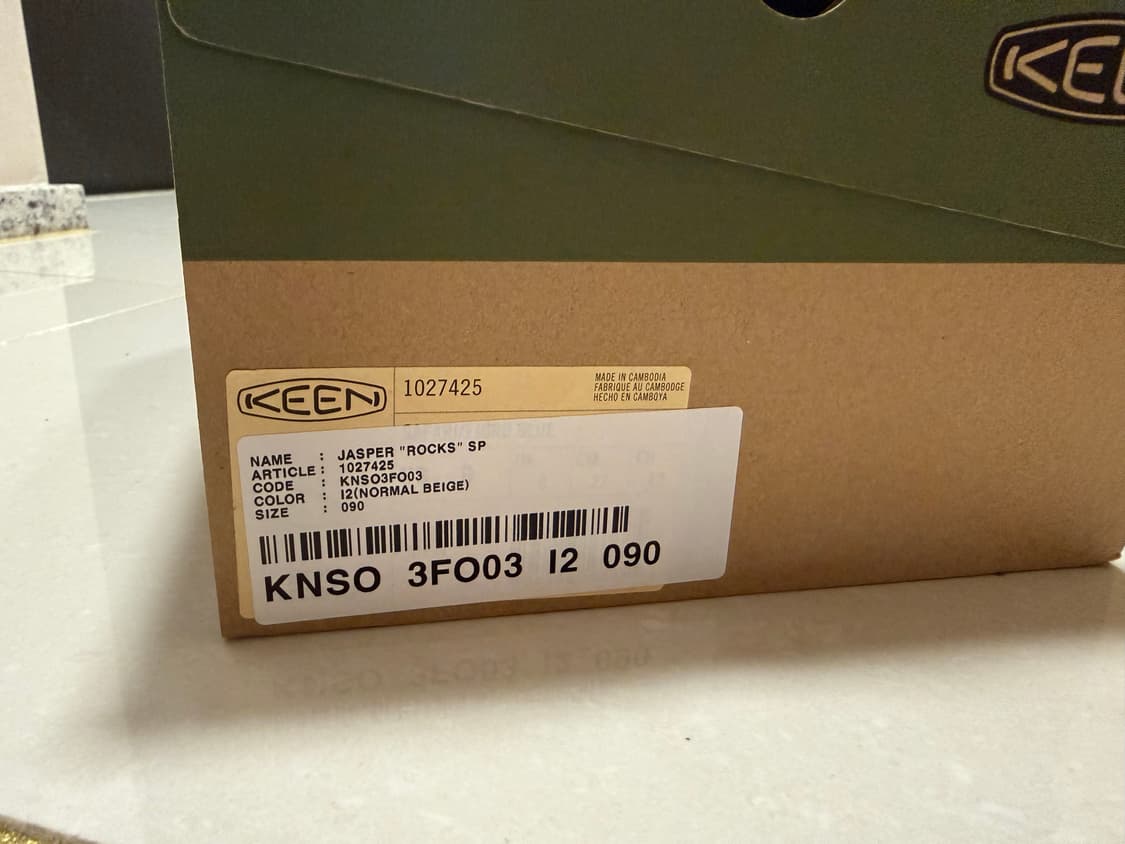 KEE
KEEN
1027425
MADE IN CAMBODIA
FABRIQUE AU CAMBODGE
HECHO EN CAMBOYA
NAME : JASPER "ROCKS" SP
ARTICLE : 1027425
CODE : KNSO3FO03
COLOR : I2(NORMAL BEIGE)
SIZE : 090
KNSO 3FO03 I2 090